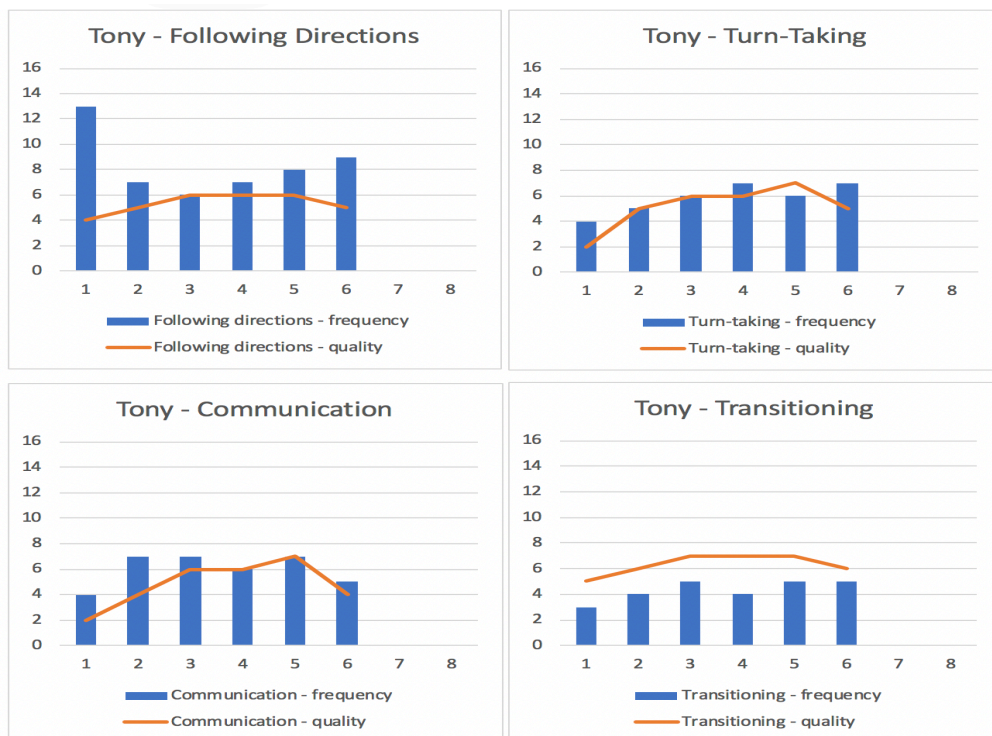 Tony - Following Directions
16
14
12
10
8
6
4
2
0
1 2 3 4 5 6 7 8
Following directions - frequency
Following directions - quality
Tony - Turn-Taking
16
14
12
10
8
6
4
2
0
1 2 3 4 5 6 7 8
Turn-taking - frequency
Turn-taking - quality
Tony - Communication
16
14
12
10
8
6
4
2
0
1 2 3 4 5 6 7 8
Communication - frequency
Communication - quality
Tony - Transitioning
16
14
12
10
8
6
4
2
0
1 2 3 4 5 6 7 8
Transitioning - frequency
Transitioning - quality